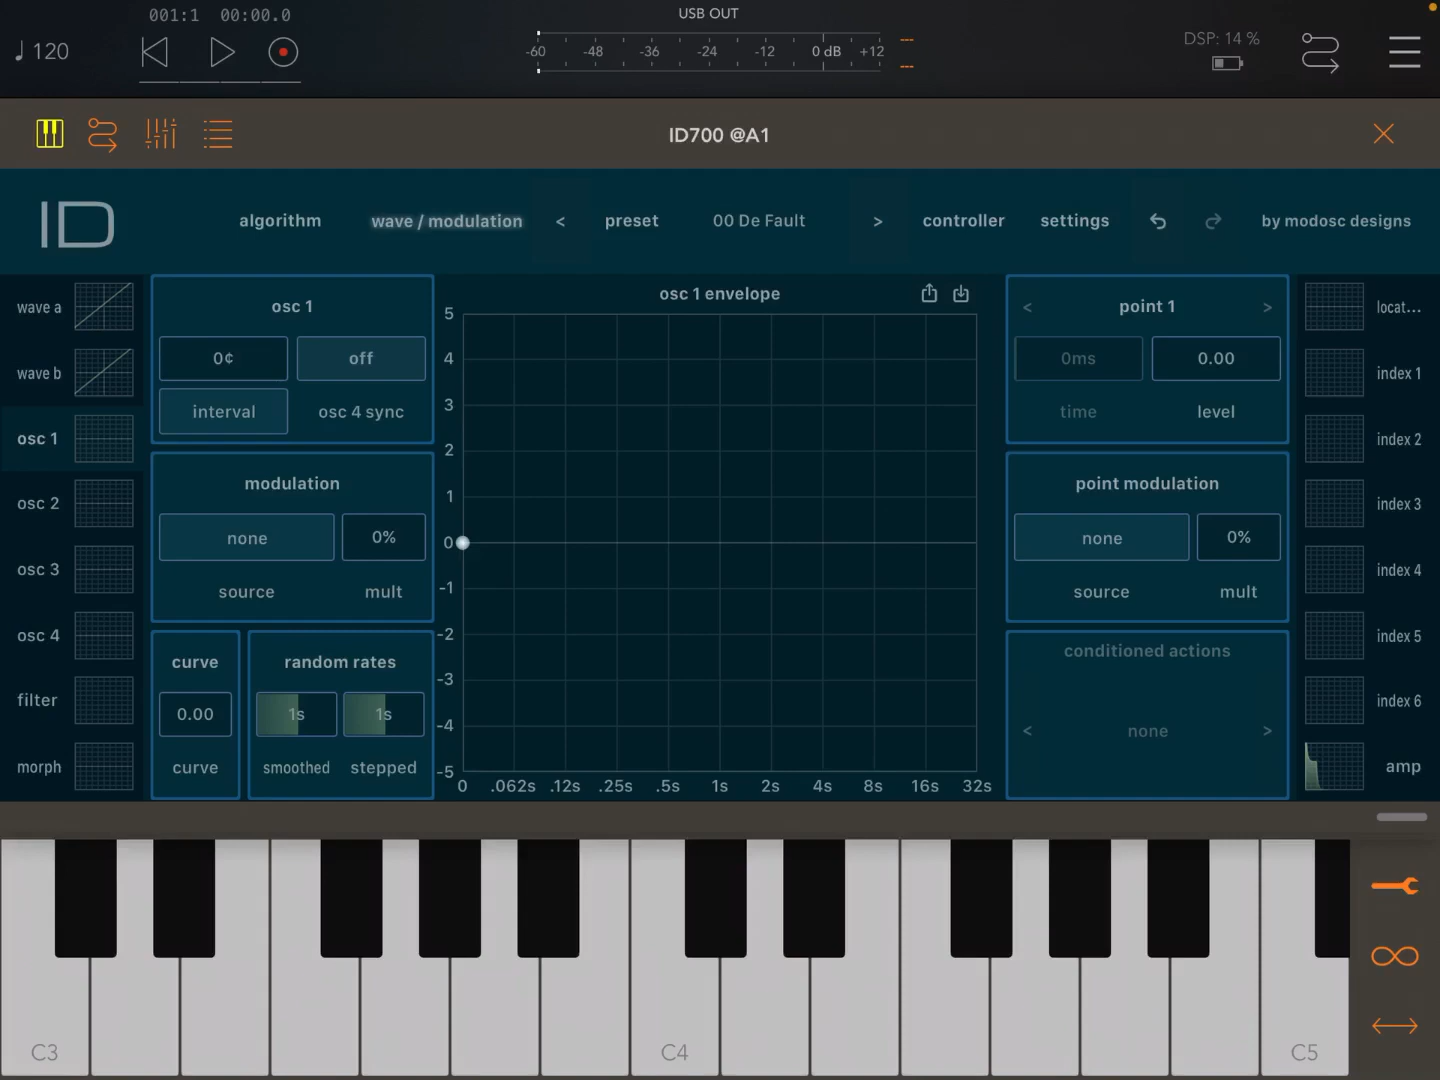 001:1 00:00.0
USB OUT
♩ 120
-60 -48 -36 -24 -12 0 dB +12
---
---
DSP: 14 %
ID700 @A1
ID
algorithm
wave / modulation
<
preset
00 De Fault
>
controller
settings
by modosc designs
wave a
wave b
osc 1
osc 2
osc 3
osc 4
filter
morph
osc 1
0¢ off
interval osc 4 sync
modulation
none 0%
source mult
curve
0.00
curve
random rates
1s 1s
smoothed stepped
osc 1 envelope
5
4
3
2
1
0
-1
-2
-3
-4
-5
0 .062s .12s .25s .5s 1s 2s 4s 8s 16s 32s
< point 1 >
0ms 0.00
time level
point modulation
none 0%
source mult
conditioned actions
< none >
locat...
index 1
index 2
index 3
index 4
index 5
index 6
amp
C3 C4 C5